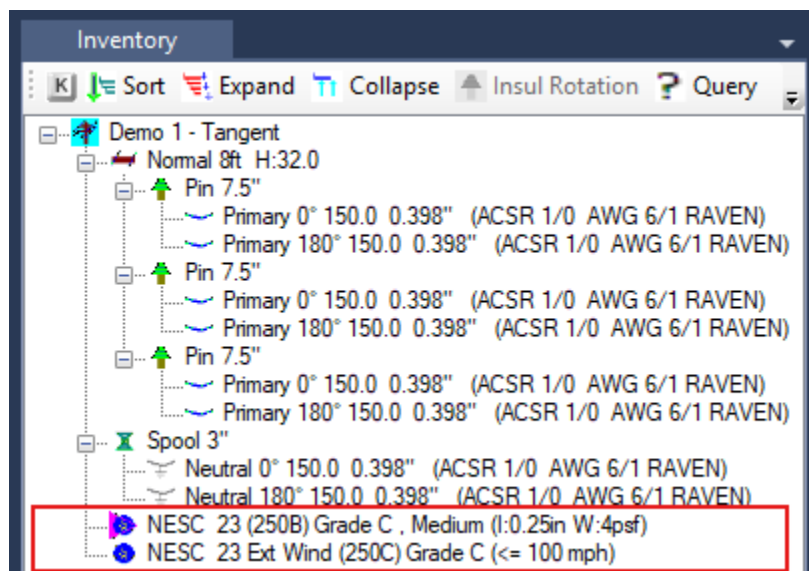 Inventory
K Sort Expand Collapse Insul Rotation ? Query
Demo 1 - Tangent
Normal 8ft H:32.0
Pin 7.5"
Primary 0° 150.0 0.398" (ACSR 1/0 AWG 6/1 RAVEN)
Primary 180° 150.0 0.398" (ACSR 1/0 AWG 6/1 RAVEN)
Pin 7.5"
Primary 0° 150.0 0.398" (ACSR 1/0 AWG 6/1 RAVEN)
Primary 180° 150.0 0.398" (ACSR 1/0 AWG 6/1 RAVEN)
Pin 7.5"
Primary 0° 150.0 0.398" (ACSR 1/0 AWG 6/1 RAVEN)
Primary 180° 150.0 0.398" (ACSR 1/0 AWG 6/1 RAVEN)
Spool 3"
Neutral 0° 150.0 0.398" (ACSR 1/0 AWG 6/1 RAVEN)
Neutral 180° 150.0 0.398" (ACSR 1/0 AWG 6/1 RAVEN)
NESC 23 (250B) Grade C , Medium (I:0.25in W:4psf)
NESC 23 Ext Wind (250C) Grade C (<= 100 mph)